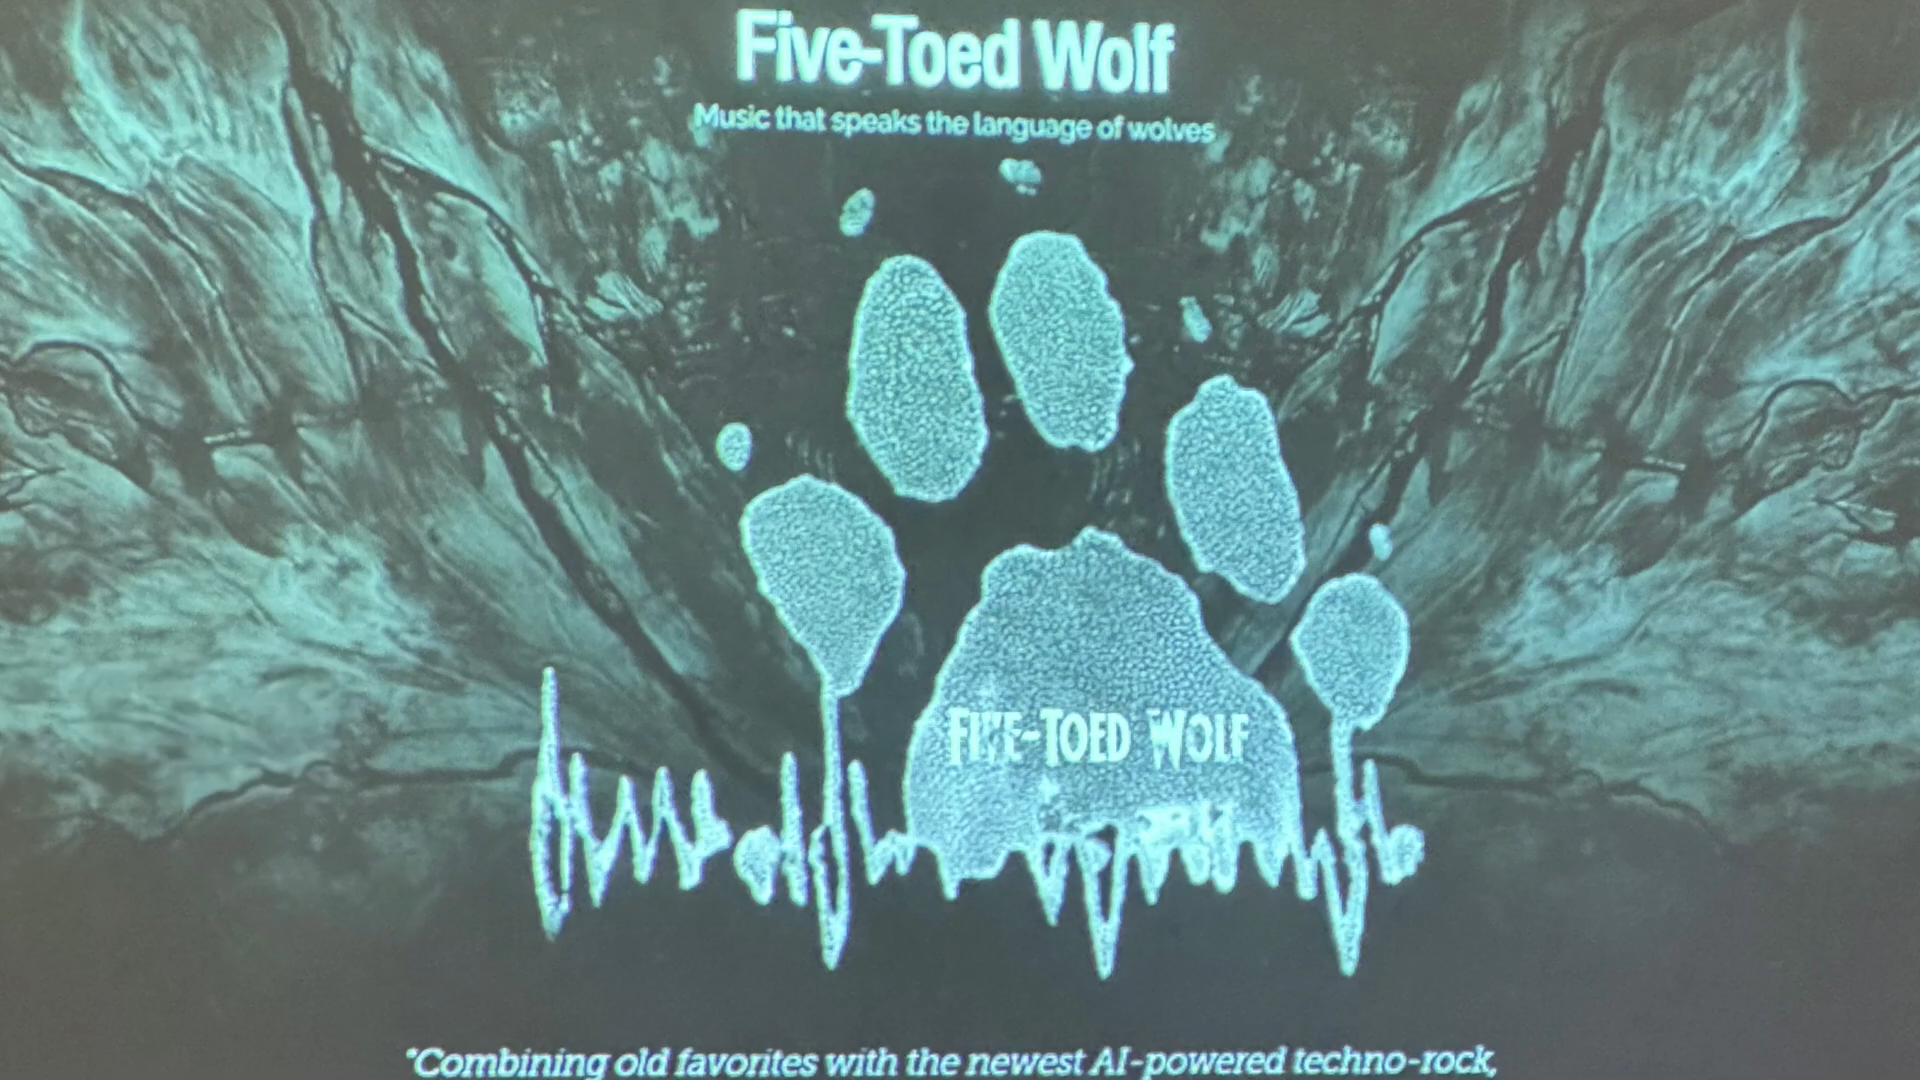 Five-Toed Wolf
Music that speaks the language of wolves
FIVE-TOED WOLF
"Combining old favorites with the newest AI-powered techno-rock,